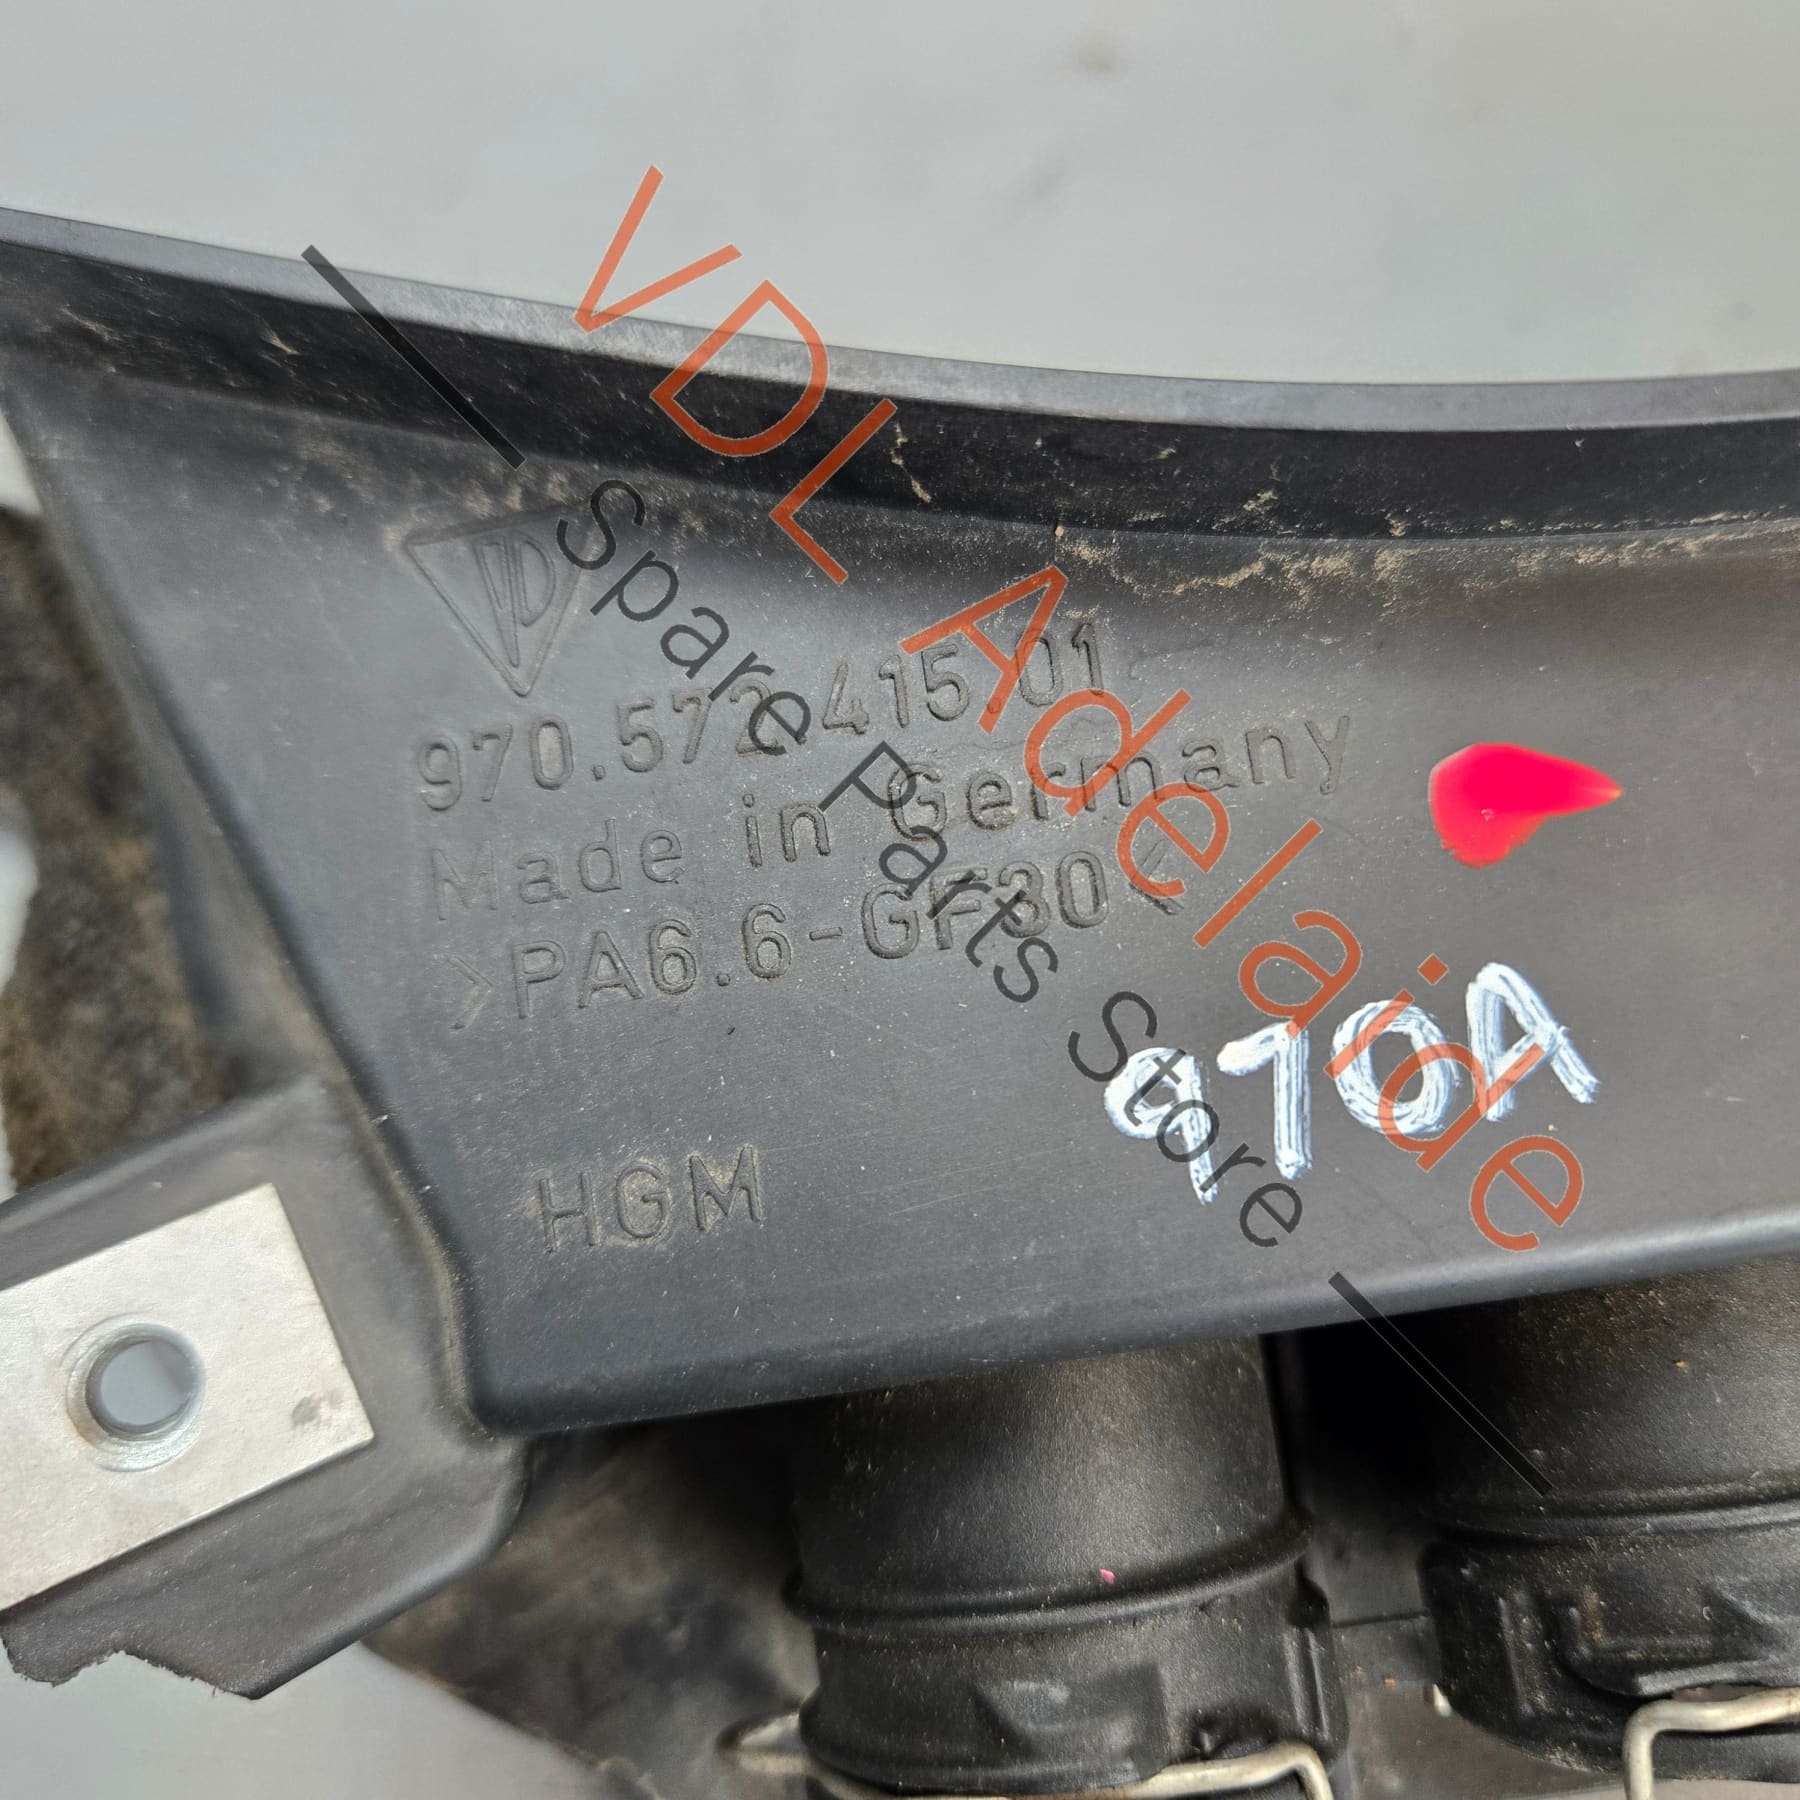 970.572.415.01
Made in Germany
>PA6.6-GF30<
HGM
970A
VDL Adelaide
Spare Parts Store